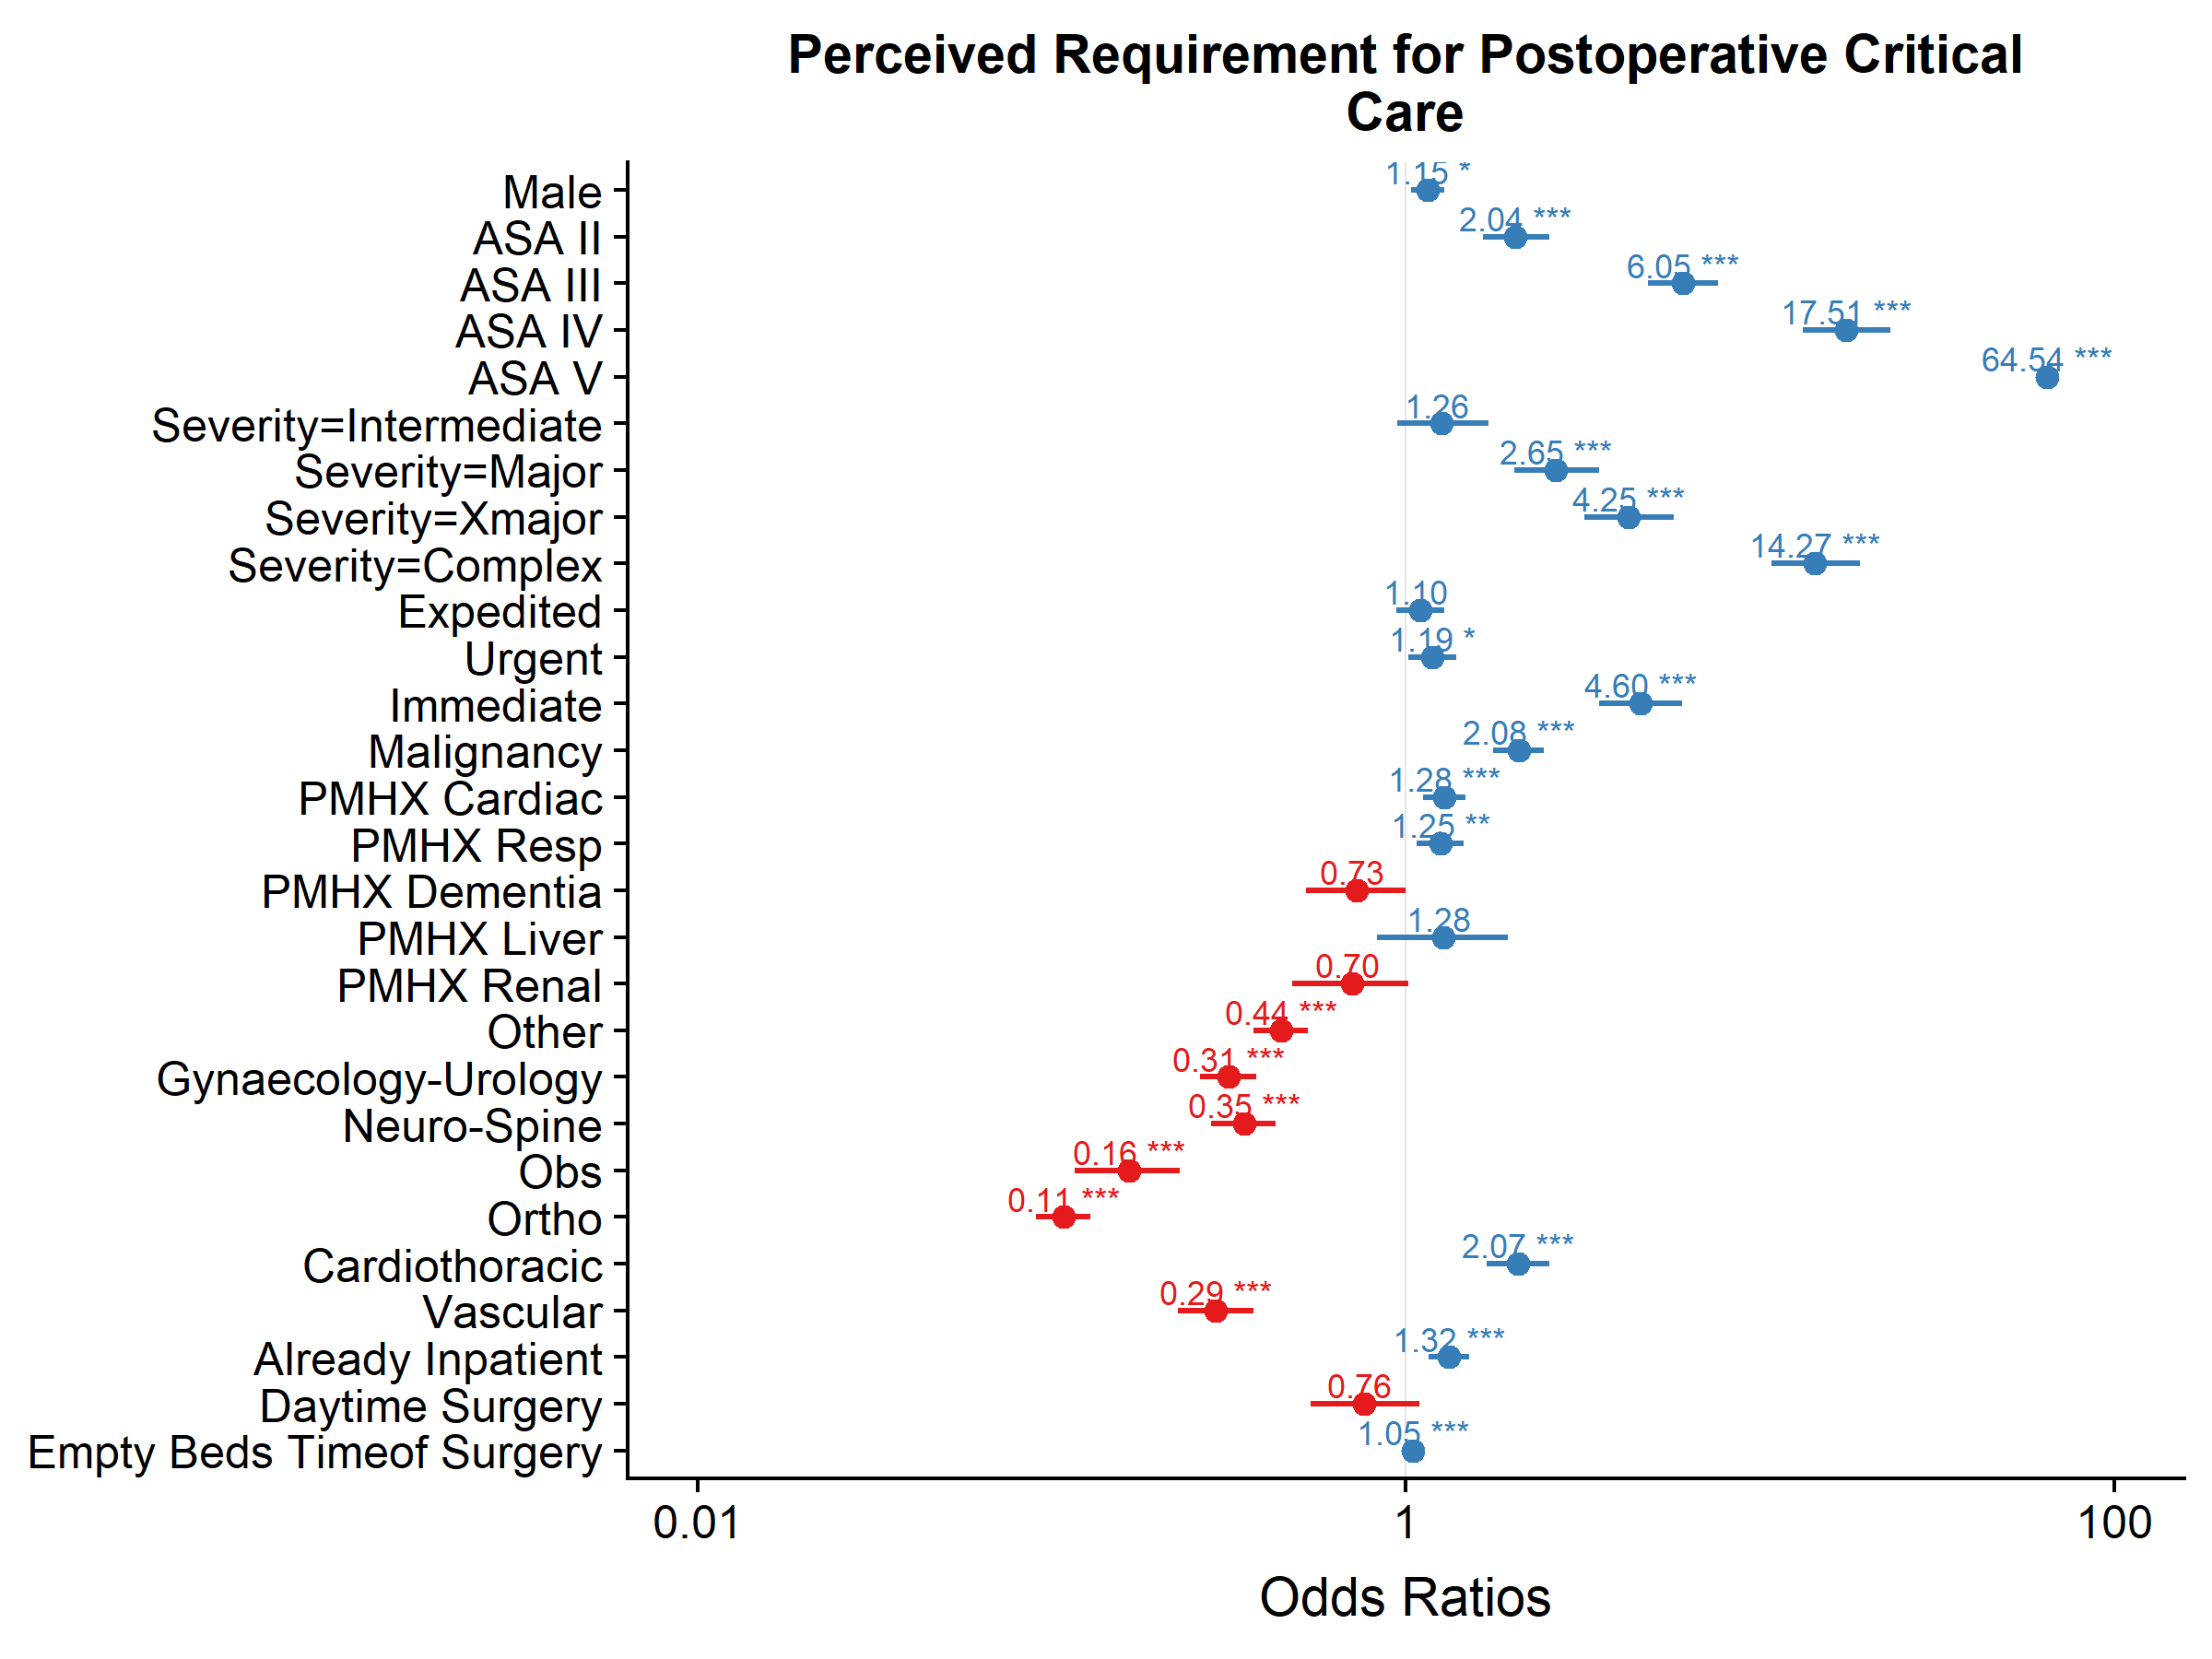 Perceived Requirement for Postoperative Critical
Care
Male 1.15 *
ASA II 2.04 ***
ASA III 6.05 ***
ASA IV 17.51 ***
ASA V 64.54 ***
Severity=Intermediate 1.26
Severity=Major 2.65 ***
Severity=Xmajor 4.25 ***
Severity=Complex 14.27 ***
Expedited 1.10
Urgent 1.19 *
Immediate 4.60 ***
Malignancy 2.08 ***
PMHX Cardiac 1.28 ***
PMHX Resp 1.25 **
PMHX Dementia 0.73
PMHX Liver 1.28
PMHX Renal 0.70
Other 0.44 ***
Gynaecology-Urology 0.31 ***
Neuro-Spine 0.35 ***
Obs 0.16 ***
Ortho 0.11 ***
Cardiothoracic 2.07 ***
Vascular 0.29 ***
Already Inpatient 1.32 ***
Daytime Surgery 0.76
Empty Beds Timeof Surgery 1.05 ***
0.01 1 100
Odds Ratios